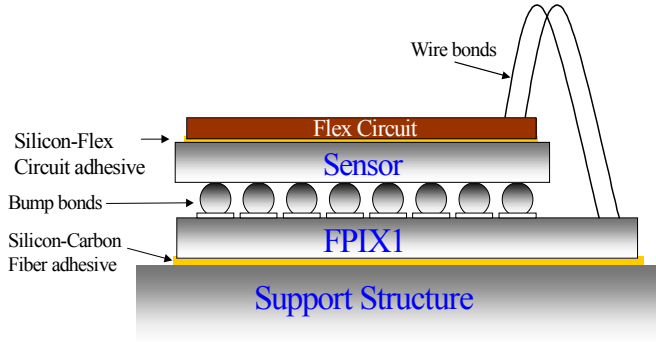 Wire bonds
Flex Circuit
Silicon-Flex
Circuit adhesive
Sensor
Bump bonds
FPIX1
Silicon-Carbon
Fiber adhesive
Support Structure